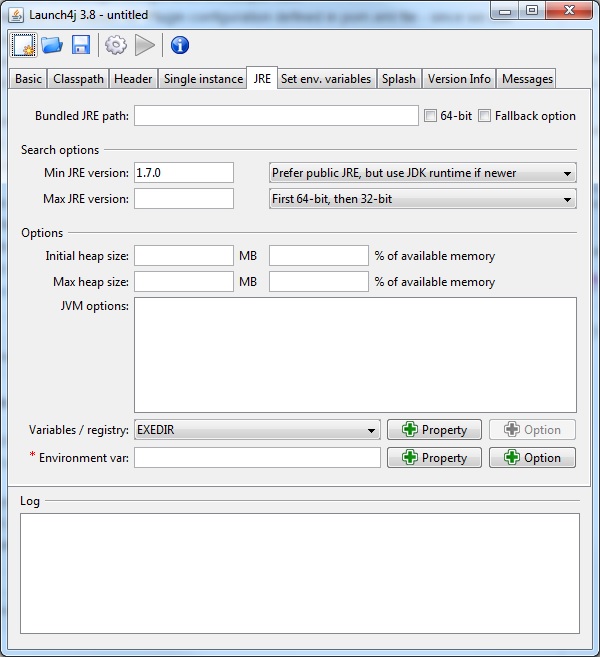 Launch4j 3.8 - untitled
Basic Classpath Header Single instance JRE Set env. variables Splash Version Info Messages
Bundled JRE path: 64-bit Fallback option
Search options
Min JRE version: 1.7.0 Prefer public JRE, but use JDK runtime if newer
Max JRE version: First 64-bit, then 32-bit
Options
Initial heap size: MB % of available memory
Max heap size: MB % of available memory
JVM options:
Variables / registry: EXEDIR Property Option
* Environment var: Property Option
Log